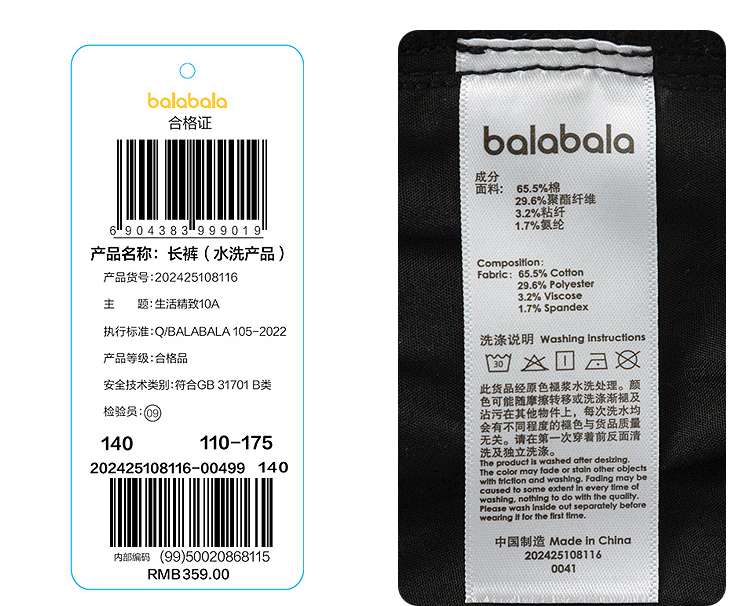 balabala
合格证
6904383999019
产品名称：长裤（水洗产品）
产品货号:202425108116
主 题:生活精致10A
执行标准:Q/BALABALA 105-2022
产品等级:合格品
安全技术类别:符合GB 31701 B类
检验员:09
140 110-175
202425108116-00499 140
内部编码 (99)50020868115
RMB359.00
balabala
成分
面料: 65.5%棉
29.6%聚酯纤维
3.2%粘纤
1.7%氨纶
Composition:
Fabric: 65.5% Cotton
29.6% Polyester
3.2% Viscose
1.7% Spandex
洗涤说明 Washing instructions
30
此货品经原色褪浆水洗处理。颜
色可能随摩擦转移或洗涤渐褪及
沾污在其他物件上，每次洗水均
会有不同程度的褪色与货品质量
无关。请在第一次穿着前反面清
洗及独立洗涤。
The product is washed after desizing.
The color may fade or stain other objects
with friction and washing. Fading may be
caused to some extent in every time of
washing, nothing to do with the quality.
Please wash inside out separately before
wearing it for the first time.
中国制造 Made in China
202425108116
0041